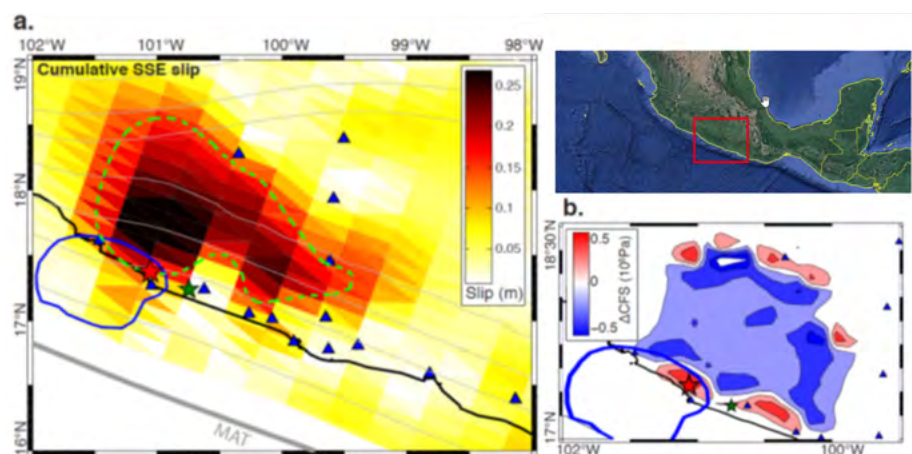 a.
102°W 101°W 100°W 99°W 98°W
Cumulative SSE slip
19°N
18°N
17°N
16°N
0.25
0.2
0.15
0.1
0.05
Slip (m)
MAT
b.
18°30'N
17°N
0.5
0
−0.5
ΔCFS (10⁶Pa)
102°W 100°W